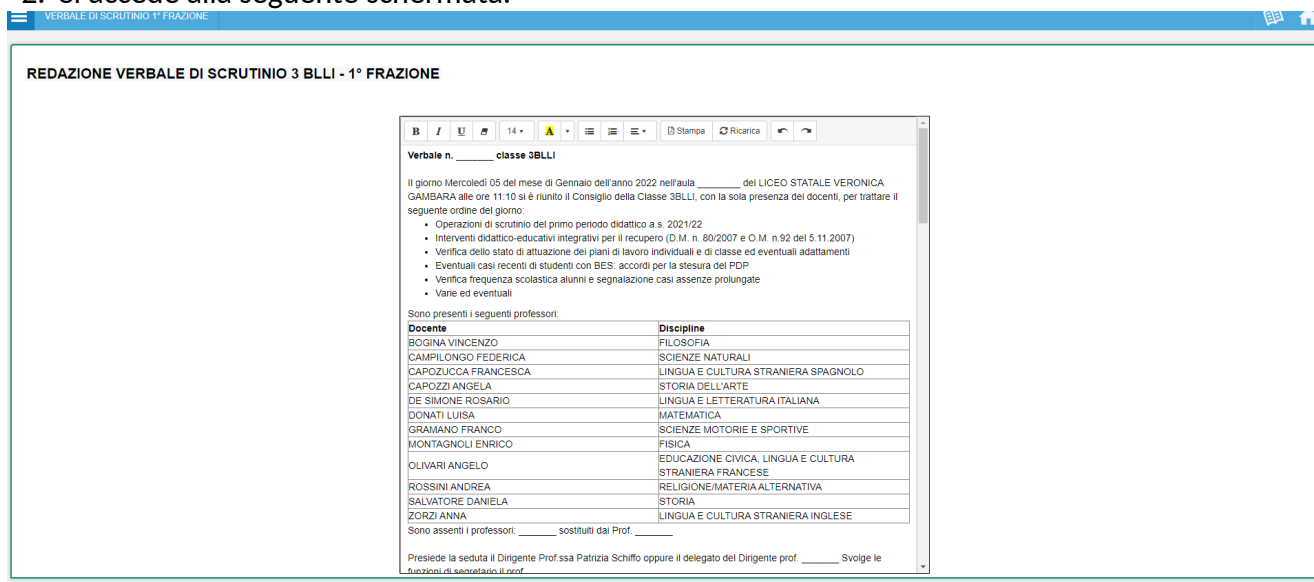 2. Si accede alla seguente schermata:
VERBALE DI SCRUTINIO 1° FRAZIONE
REDAZIONE VERBALE DI SCRUTINIO 3 BLLI - 1° FRAZIONE
B I U 14 A Stampa Ricarica
Verbale n. _______ classe 3BLLI
Il giorno Mercoledì 05 del mese di Gennaio dell'anno 2022 nell'aula ________ del LICEO STATALE VERONICA
GAMBARA alle ore 11:10 si è riunito il Consiglio della Classe 3BLLI, con la sola presenza dei docenti, per trattare il
seguente ordine del giorno:
• Operazioni di scrutinio del primo periodo didattico a.s. 2021/22
• Interventi didattico-educativi integrativi per il recupero (D.M. n. 80/2007 e O.M. n.92 del 5.11.2007)
• Verifica dello stato di attuazione dei piani di lavoro individuali e di classe ed eventuali adattamenti
• Eventuali casi recenti di studenti con BES: accordi per la stesura del PDP
• Verifica frequenza scolastica alunni e segnalazione casi assenze prolungate
• Varie ed eventuali
Sono presenti i seguenti professori:
Docente Discipline
BOGINA VINCENZO FILOSOFIA
CAMPILONGO FEDERICA SCIENZE NATURALI
CAPOZUCCA FRANCESCA LINGUA E CULTURA STRANIERA SPAGNOLO
CAPOZZI ANGELA STORIA DELL'ARTE
DE SIMONE ROSARIO LINGUA E LETTERATURA ITALIANA
DONATI LUISA MATEMATICA
GRAMANO FRANCO SCIENZE MOTORIE E SPORTIVE
MONTAGNOLI ENRICO FISICA
OLIVARI ANGELO EDUCAZIONE CIVICA, LINGUA E CULTURA
STRANIERA FRANCESE
ROSSINI ANDREA RELIGIONE/MATERIA ALTERNATIVA
SALVATORE DANIELA STORIA
ZORZI ANNA LINGUA E CULTURA STRANIERA INGLESE
Sono assenti i professori: _______ sostituiti dai Prof. _______
Presiede la seduta il Dirigente Prof.ssa Patrizia Schiffo oppure il delegato del Dirigente prof. _______ Svolge le
funzioni di segretario il prof.